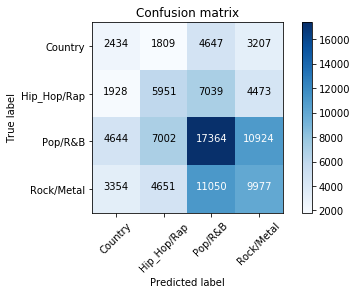 Confusion matrix
Country 2434 1809 4647 3207
Hip_Hop/Rap 1928 5951 7039 4473
Pop/R&B 4644 7002 17364 10924
Rock/Metal 3354 4651 11050 9977
True label
Country Hip_Hop/Rap Pop/R&B Rock/Metal
Predicted label
16000
14000
12000
10000
8000
6000
4000
2000